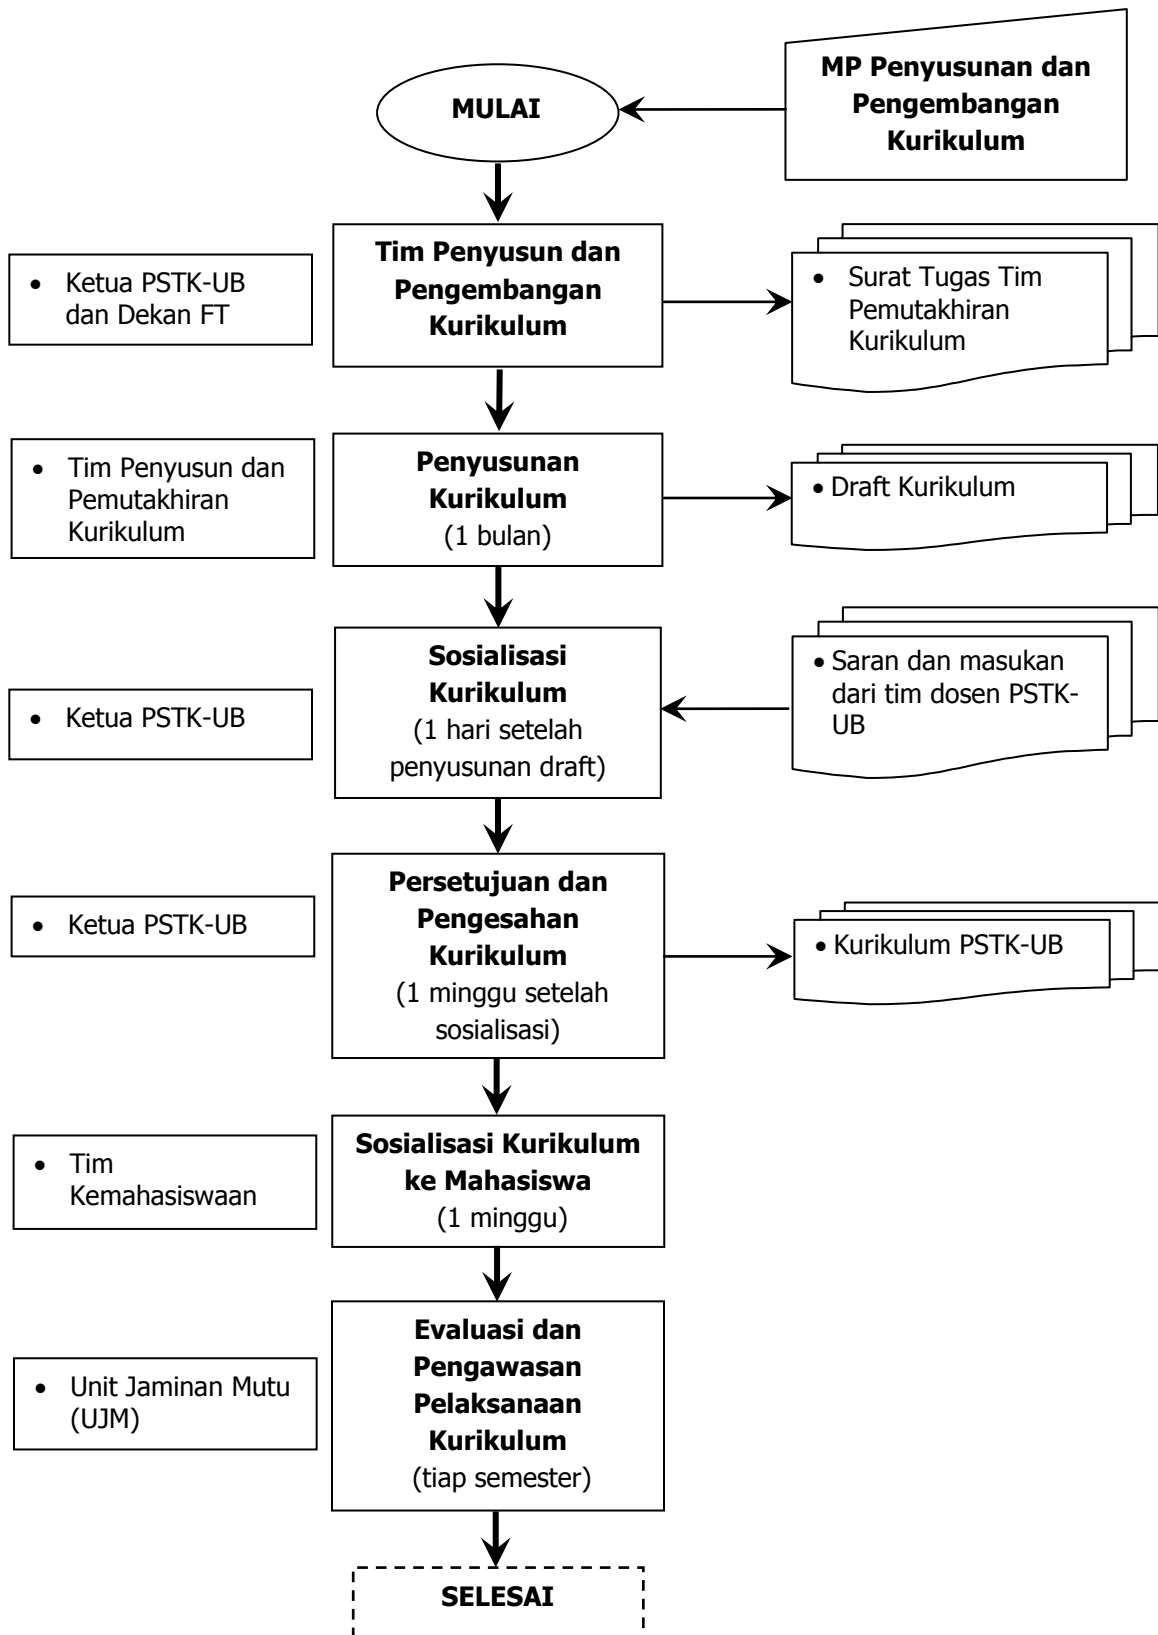 MP Penyusunan dan
Pengembangan
Kurikulum
MULAI
Tim Penyusun dan
Pengembangan
Kurikulum
• Ketua PSTK-UB
dan Dekan FT
• Surat Tugas Tim
Pemutakhiran
Kurikulum
Penyusunan
Kurikulum
(1 bulan)
• Tim Penyusun dan
Pemutakhiran
Kurikulum
• Draft Kurikulum
Sosialisasi
Kurikulum
(1 hari setelah
penyusunan draft)
• Ketua PSTK-UB
• Saran dan masukan
dari tim dosen PSTK-
UB
Persetujuan dan
Pengesahan
Kurikulum
(1 minggu setelah
sosialisasi)
• Ketua PSTK-UB
• Kurikulum PSTK-UB
Sosialisasi Kurikulum
ke Mahasiswa
(1 minggu)
• Tim
Kemahasiswaan
Evaluasi dan
Pengawasan
Pelaksanaan
Kurikulum
(tiap semester)
• Unit Jaminan Mutu
(UJM)
SELESAI